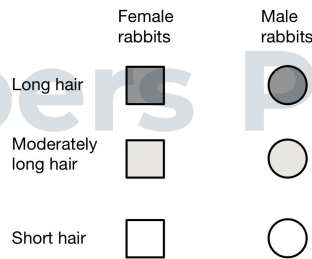 Female
rabbits
Male
rabbits
Long hair
Moderately
long hair
Short hair